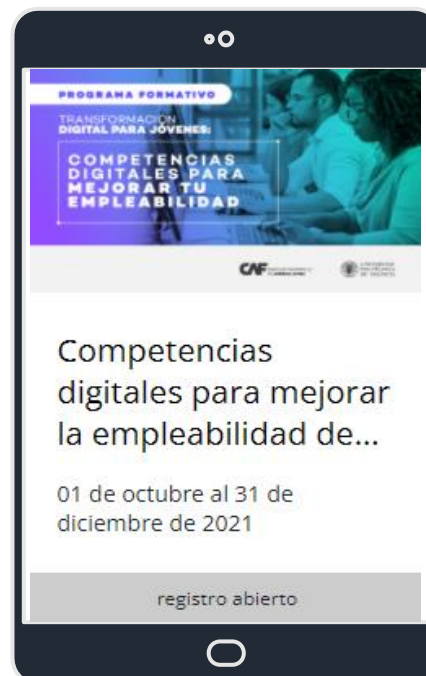 PROGRAMA FORMATIVO
TRANSFORMACIÓN
DIGITAL PARA JÓVENES:
COMPETENCIAS
DIGITALES PARA
MEJORAR TU
EMPLEABILIDAD
CAF
Competencias
digitales para mejorar
la empleabilidad de...
01 de octubre al 31 de
diciembre de 2021
registro abierto